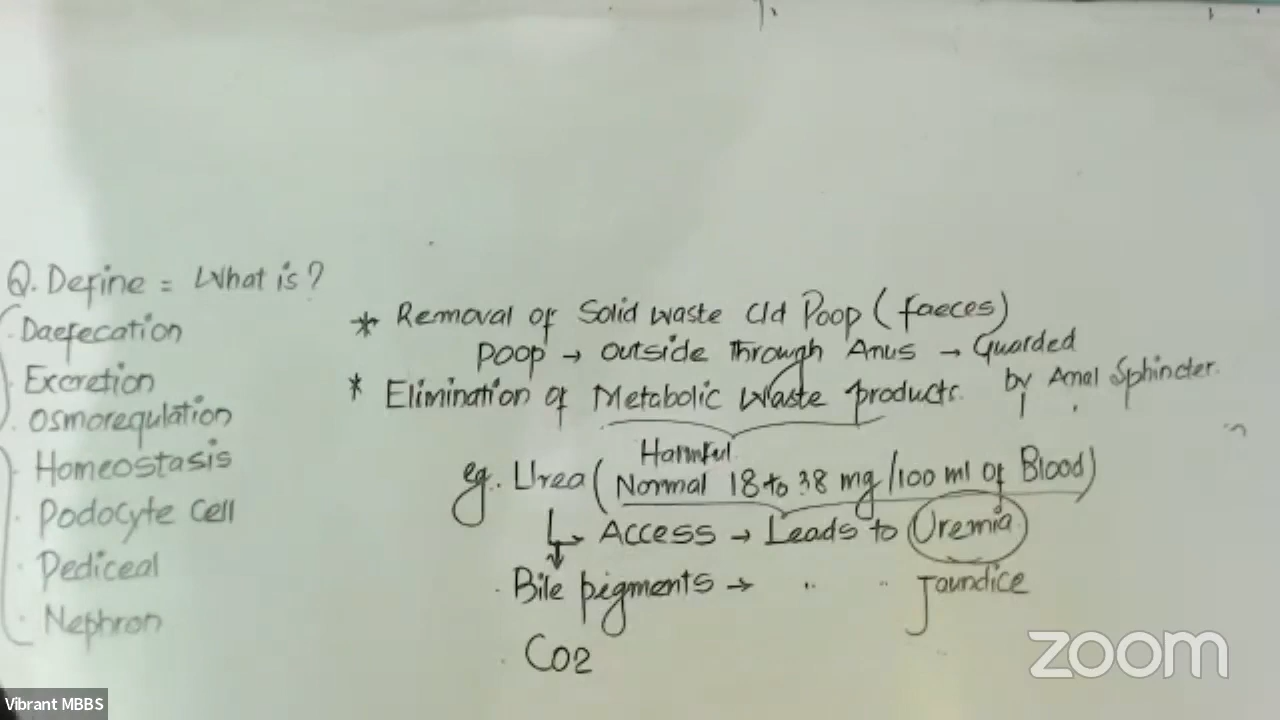 Q. Define = What is?
Daefecation
Excretion
Osmoregulation
Homeostasis
Podocyte Cell
Pediceal
Nephron
* Removal of Solid waste Cld Poop (faeces)
Poop → outside through Anus → Guarded
by Anal Sphincter.
* Elimination of Metabolic Waste products.
Harmful
eg. Urea (Normal 18 to 38 mg/100 ml of Blood)
↳ Access → Leads to Uremia
Bile pigments → " " Jaundice
CO2
zoom
Vibrant MBBS